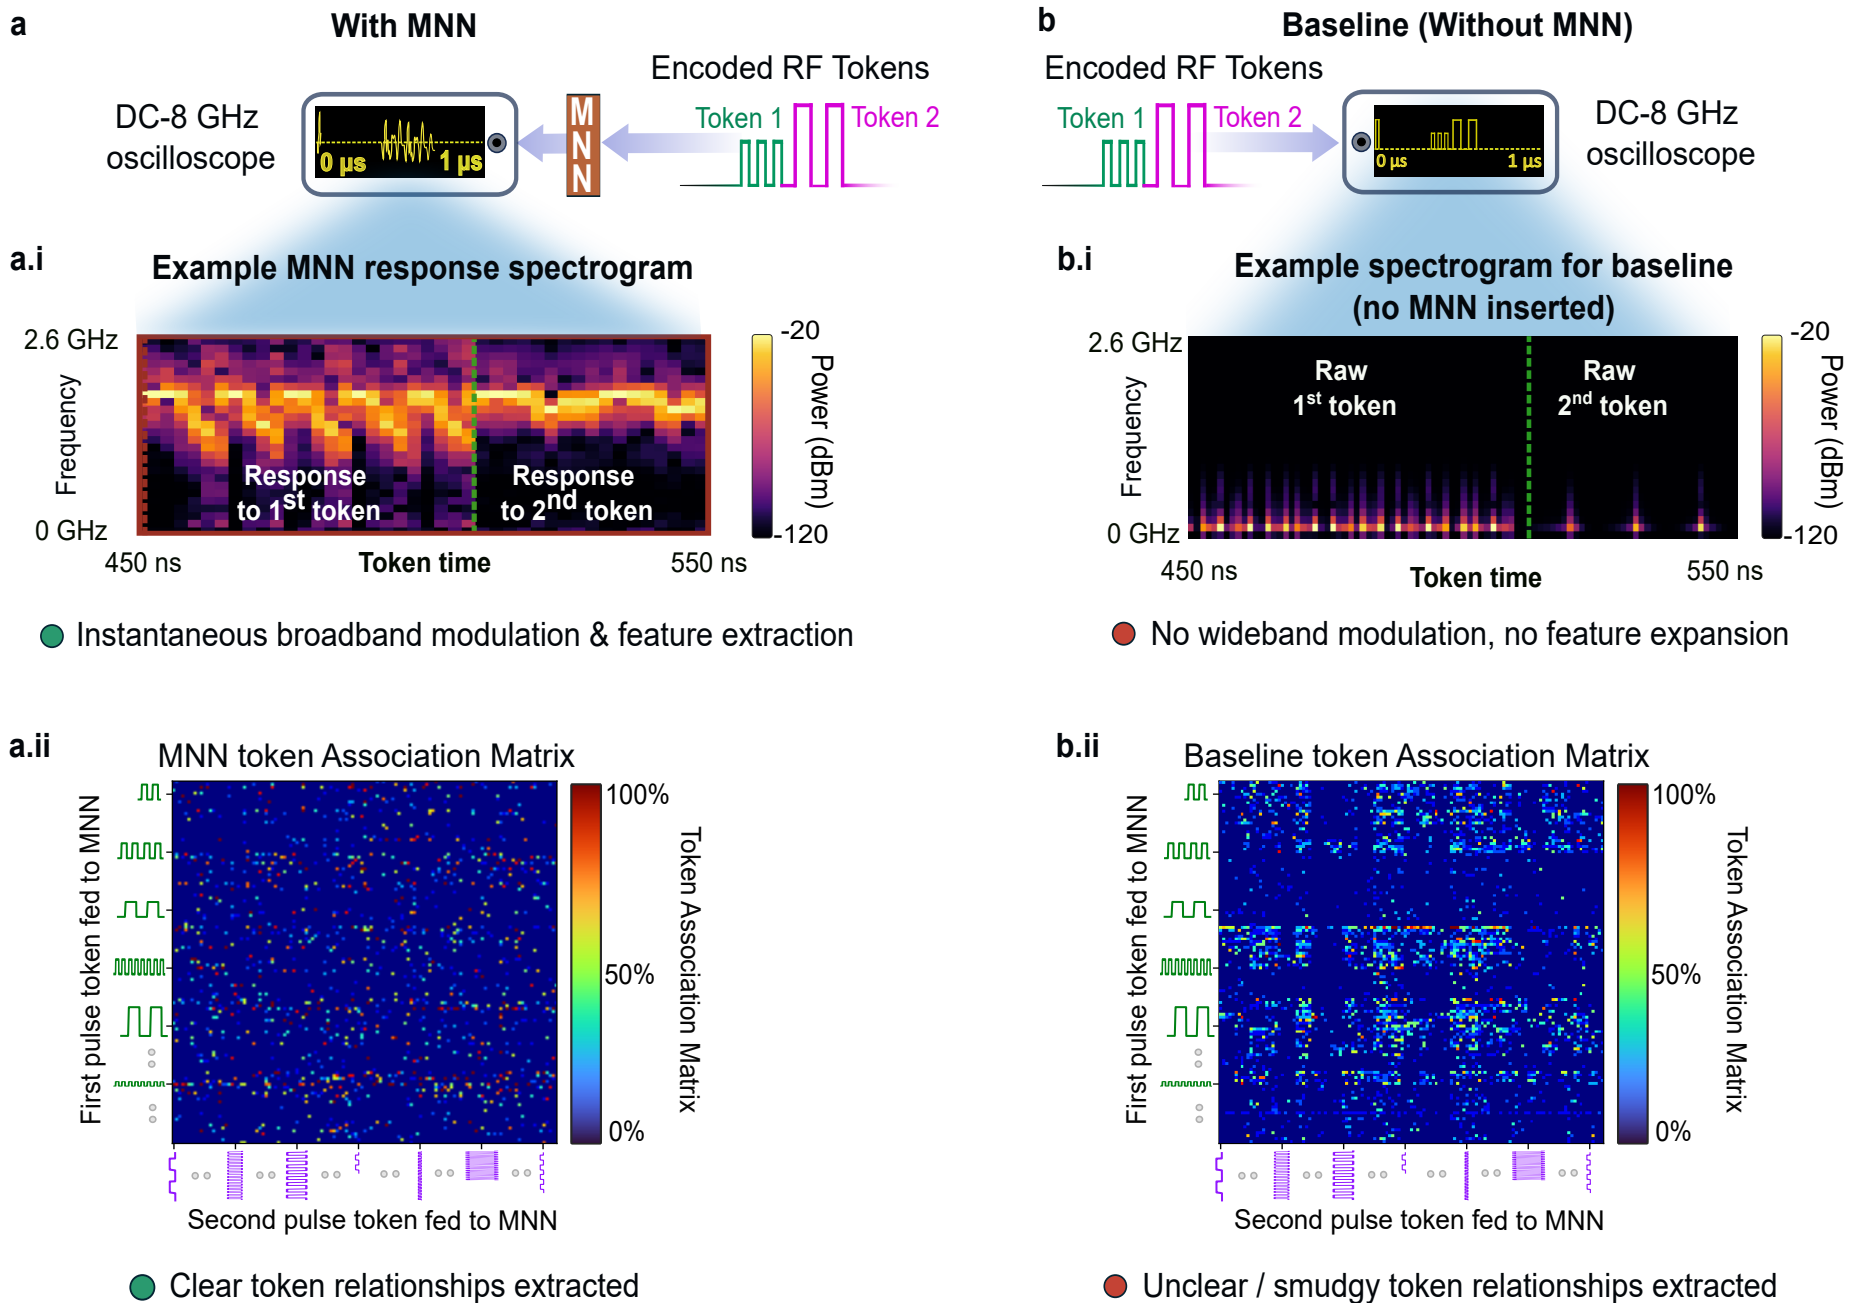 a
With MNN
Encoded RF Tokens
DC-8 GHz
oscilloscope
0 µs
1 µs
M
N
N
Token 1
Token 2
a.i
Example MNN response spectrogram
2.6 GHz
Frequency
0 GHz
Response
to 1st token
Response
to 2nd token
-20
Power (dBm)
-120
450 ns
Token time
550 ns
Instantaneous broadband modulation & feature extraction
a.ii
MNN token Association Matrix
First pulse token fed to MNN
100%
50%
0%
Token Association Matrix
Second pulse token fed to MNN
Clear token relationships extracted
b
Baseline (Without MNN)
Encoded RF Tokens
Token 1
Token 2
0 µs
1 µs
DC-8 GHz
oscilloscope
b.i
Example spectrogram for baseline
(no MNN inserted)
2.6 GHz
Frequency
0 GHz
Raw
1st token
Raw
2nd token
-20
Power (dBm)
-120
450 ns
Token time
550 ns
No wideband modulation, no feature expansion
b.ii
Baseline token Association Matrix
First pulse token fed to MNN
100%
50%
0%
Token Association Matrix
Second pulse token fed to MNN
Unclear / smudgy token relationships extracted